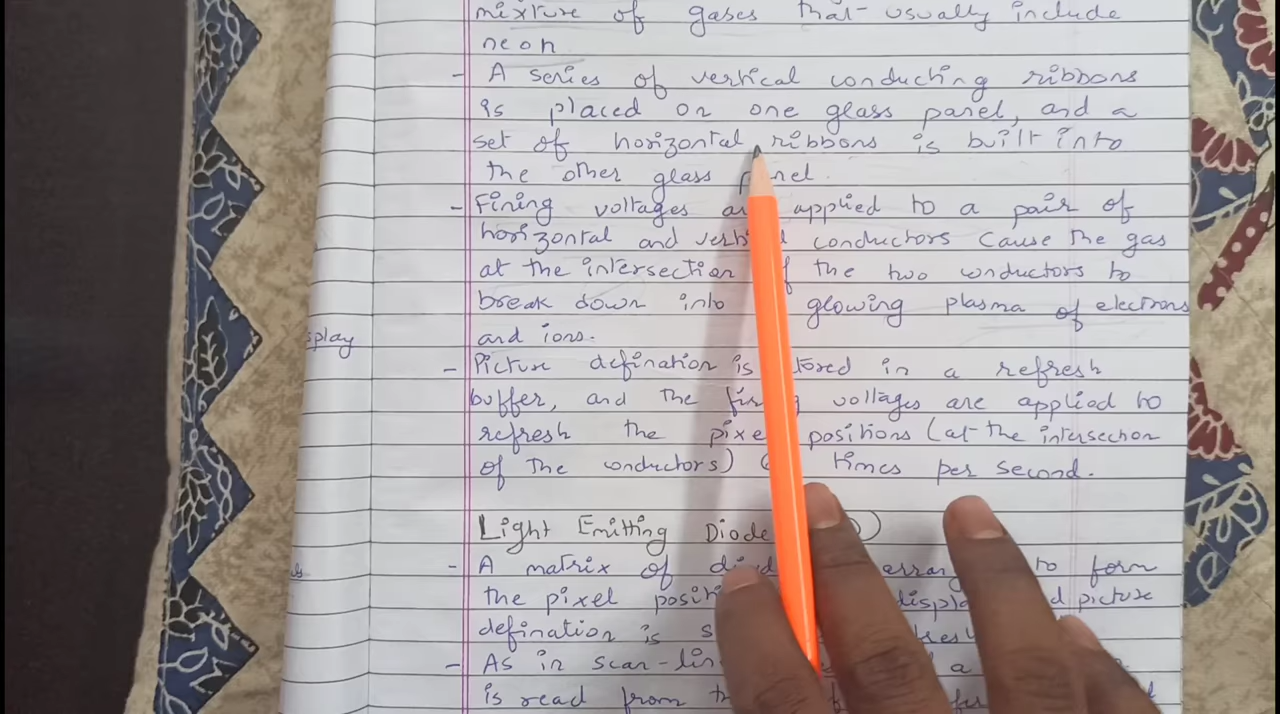 mixture of gases that usually include
neon
- A series of vertical conducting ribbons
is placed on one glass panel, and a
set of horizontal ribbons is built into
the other glass panel.
- Firing voltages applied to a pair of
horizontal and conductors cause the gas
at the intersection the two conductors to
break down into glowing plasma of electrons
and ions.
splay
- Picture defination is in a refresh
buffer, and the voltages are applied to
refresh the positions (at the intersection
of the conductors) times per second.
Light Emitting Diode
- A matrix of to form
the pixel picture
defination is
- As in
is read from